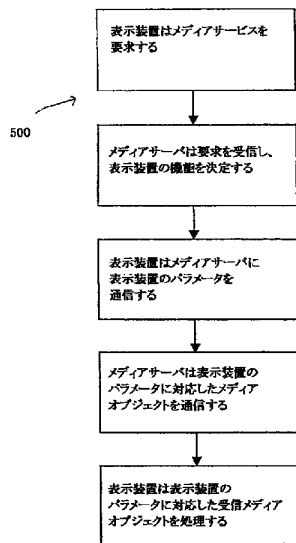 表示装置はメディアサービスを
要求する
500
メディアサーバは要求を受信し、
表示装置の機能を決定する
表示装置はメディアサーバに
表示装置のパラメータを
通信する
メディアサーバは表示装置の
パラメータに対応したメディア
オブジェクトを通信する
表示装置は表示装置の
パラメータに対応した受信メディア
オブジェクトを処理する